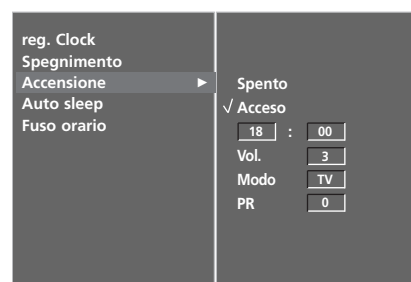 reg. Clock
Spegnimento
Accensione ►
Auto sleep
Fuso orario
Spento
√ Acceso
18 : 00
Vol. 3
Modo TV
PR 0